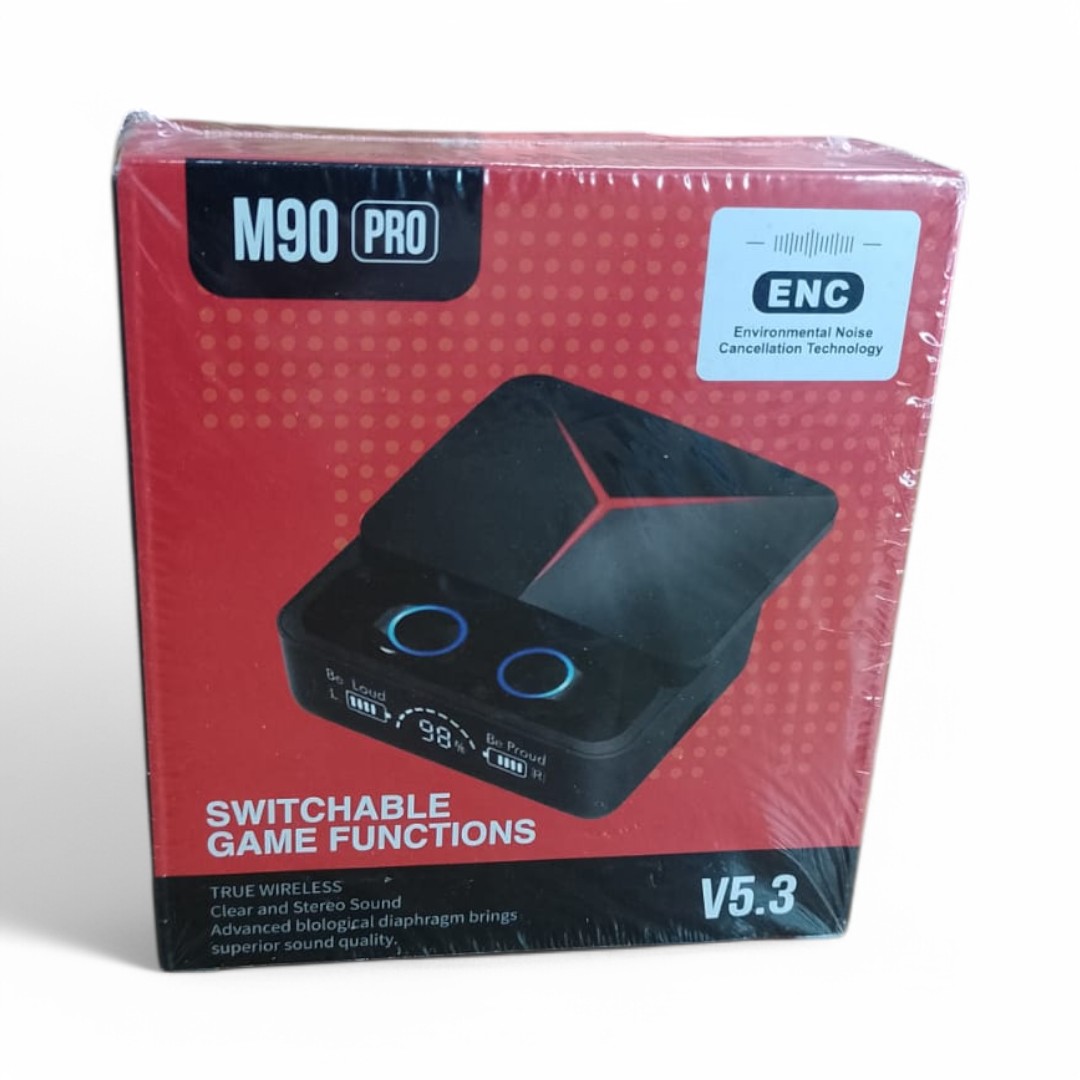 M90 PRO
ENC
Environmental Noise
Cancellation Technology
Be Loud
L
98%
Be Proud
R
SWITCHABLE
GAME FUNCTIONS
TRUE WIRELESS
Clear and Stereo Sound
Advanced blological diaphragm brings
superior sound quality.
V5.3